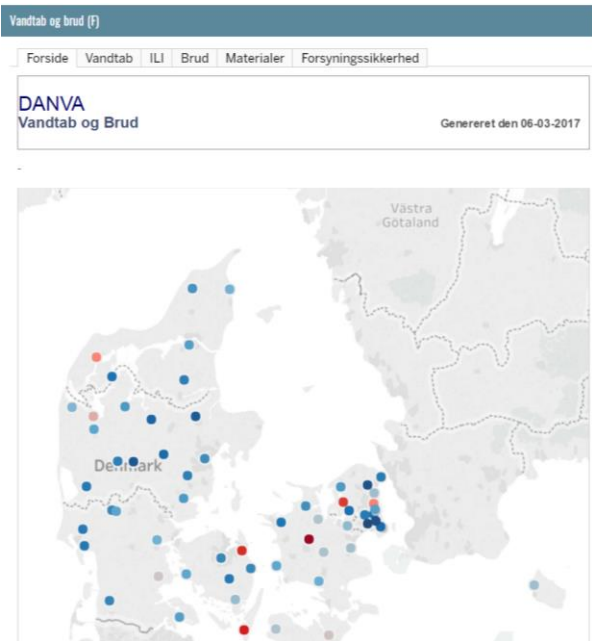 Vandtab og brud (F)
Forside Vandtab ILI Brud Materialer Forsyningssikkerhed
DANVA
Vandtab og Brud
Genereret den 06-03-2017
-
Västra
Götaland
Denmark